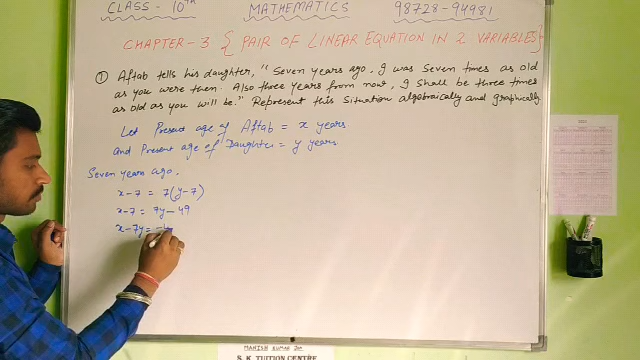 CLASS - 10th MATHEMATICS 98728-94981
CHAPTER-3 { PAIR OF LINEAR EQUATION IN 2 VARIABLES}
① Aftab tells his daughter, "Seven years ago, I was seven times as old
as you were then. Also three years from now, I shall be three times
as old as you will be." Represent this situation algebraically and graphically
Let Present age of Aftab = x years
and Present age of Daughter = y years
Seven years ago,
x-7 = 7(y-7)
x-7 = 7y-49
x-7y = -
S. K. TUITION CENTRE